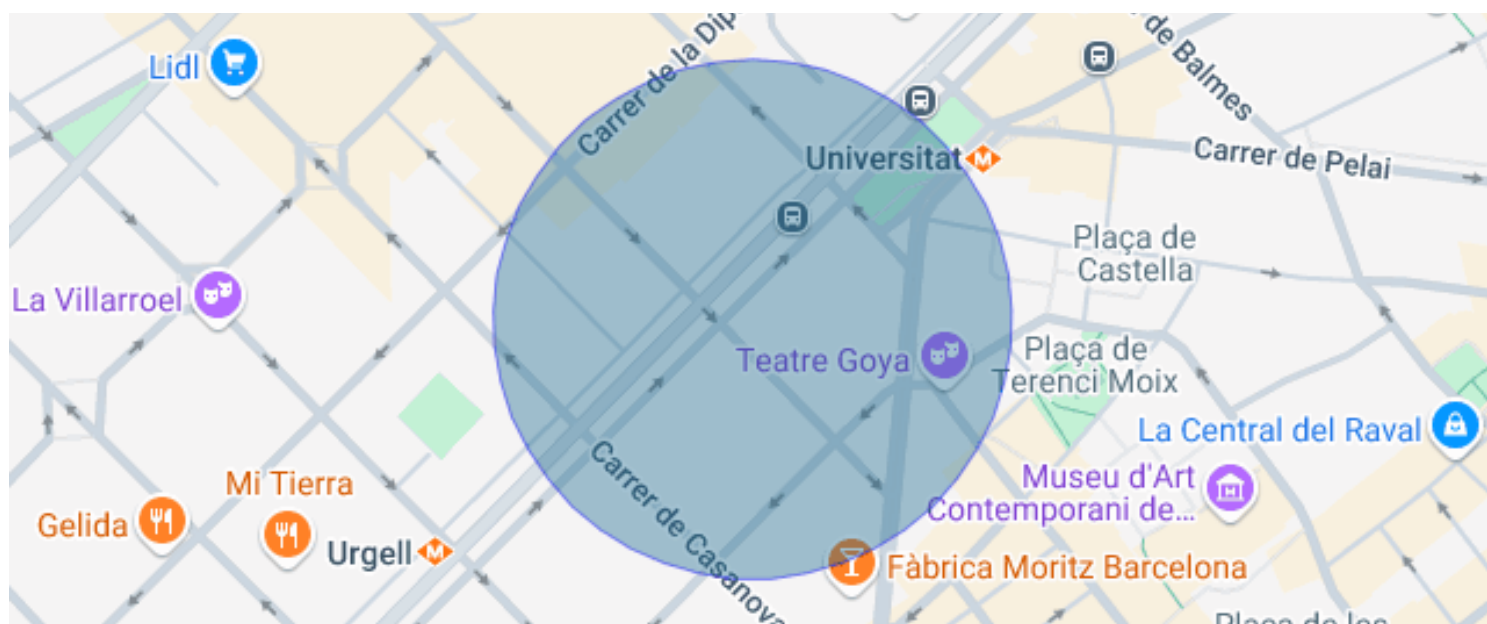 Carrer de la Dip
de Balmes
Lidl
Universitat
Carrer de Pelai
Plaça de
Castella
La Villarroel
Teatre Goya
Plaça de
Terenci Moix
La Central del Raval
Carrer de Casanova
Mi Tierra
Museu d'Art
Contemporani de...
Gelida
Urgell
Fàbrica Moritz Barcelona